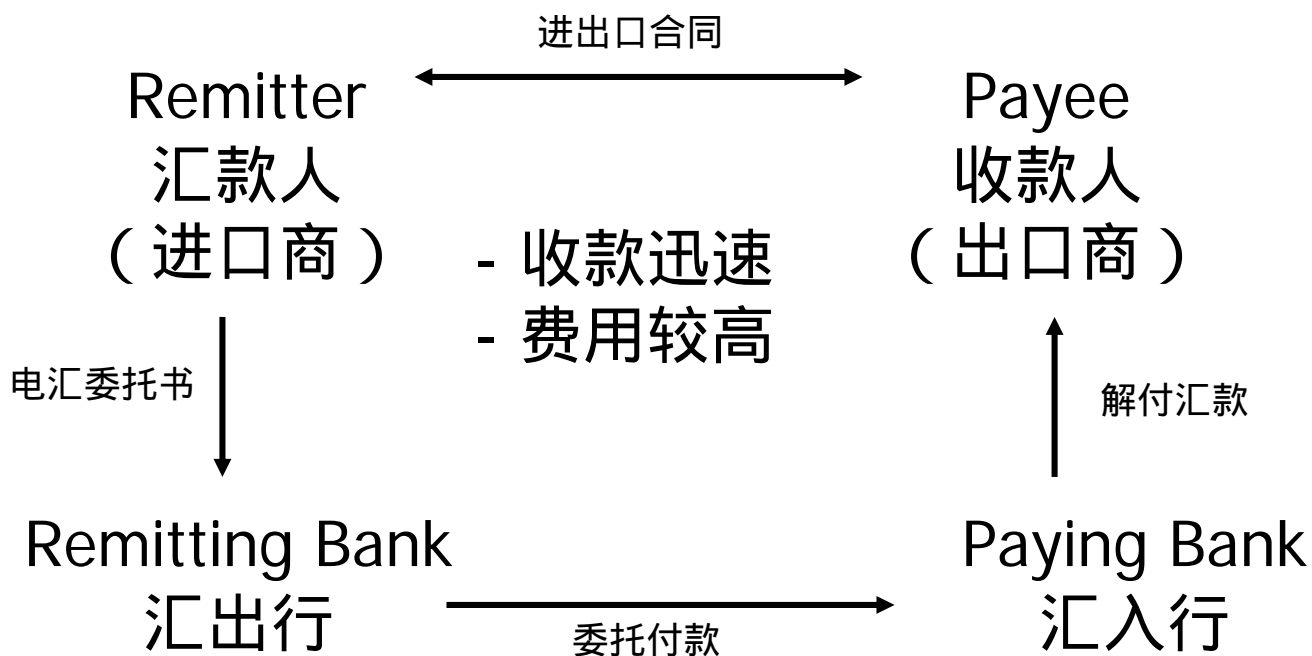 进出口合同
Remitter
汇款人
（进口商）
Payee
收款人
（出口商）
- 收款迅速
- 费用较高
电汇委托书
解付汇款
Remitting Bank
汇出行
委托付款
Paying Bank
汇入行